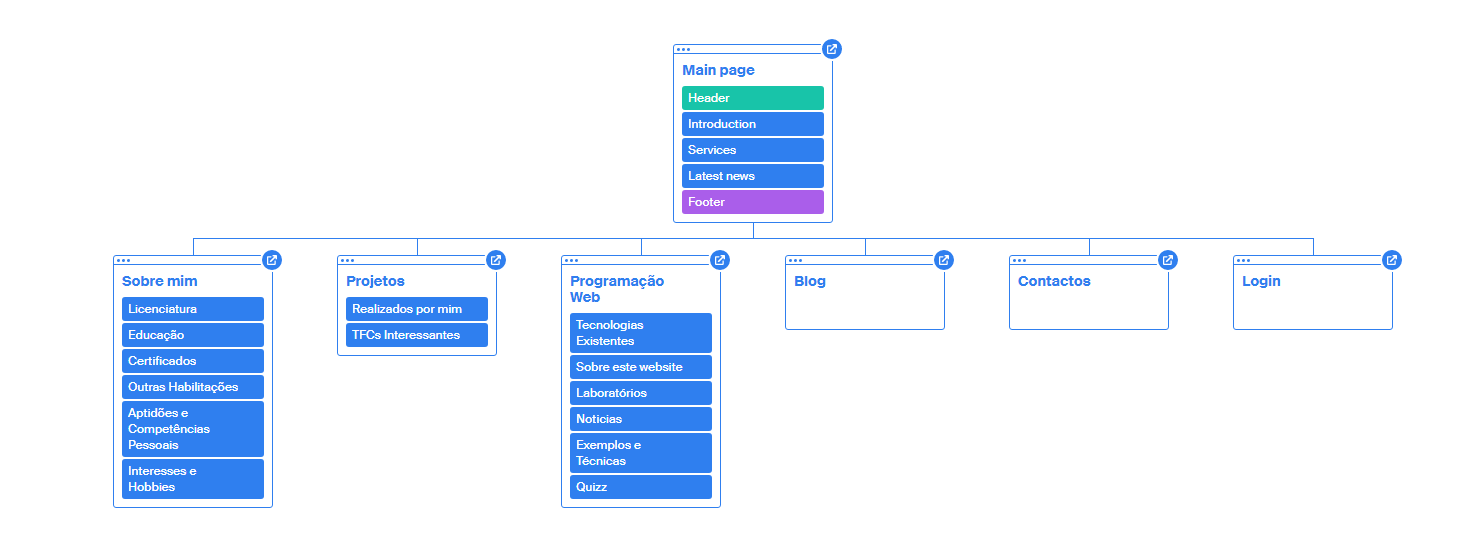 Main page
Header
Introduction
Services
Latest news
Footer
Sobre mim
Licenciatura
Educação
Certificados
Outras Habilitações
Aptidões e
Competências
Pessoais
Interesses e
Hobbies
Projetos
Realizados por mim
TFCs Interessantes
Programação
Web
Tecnologias
Existentes
Sobre este website
Laboratórios
Noticias
Exemplos e
Técnicas
Quizz
Blog
Contactos
Login